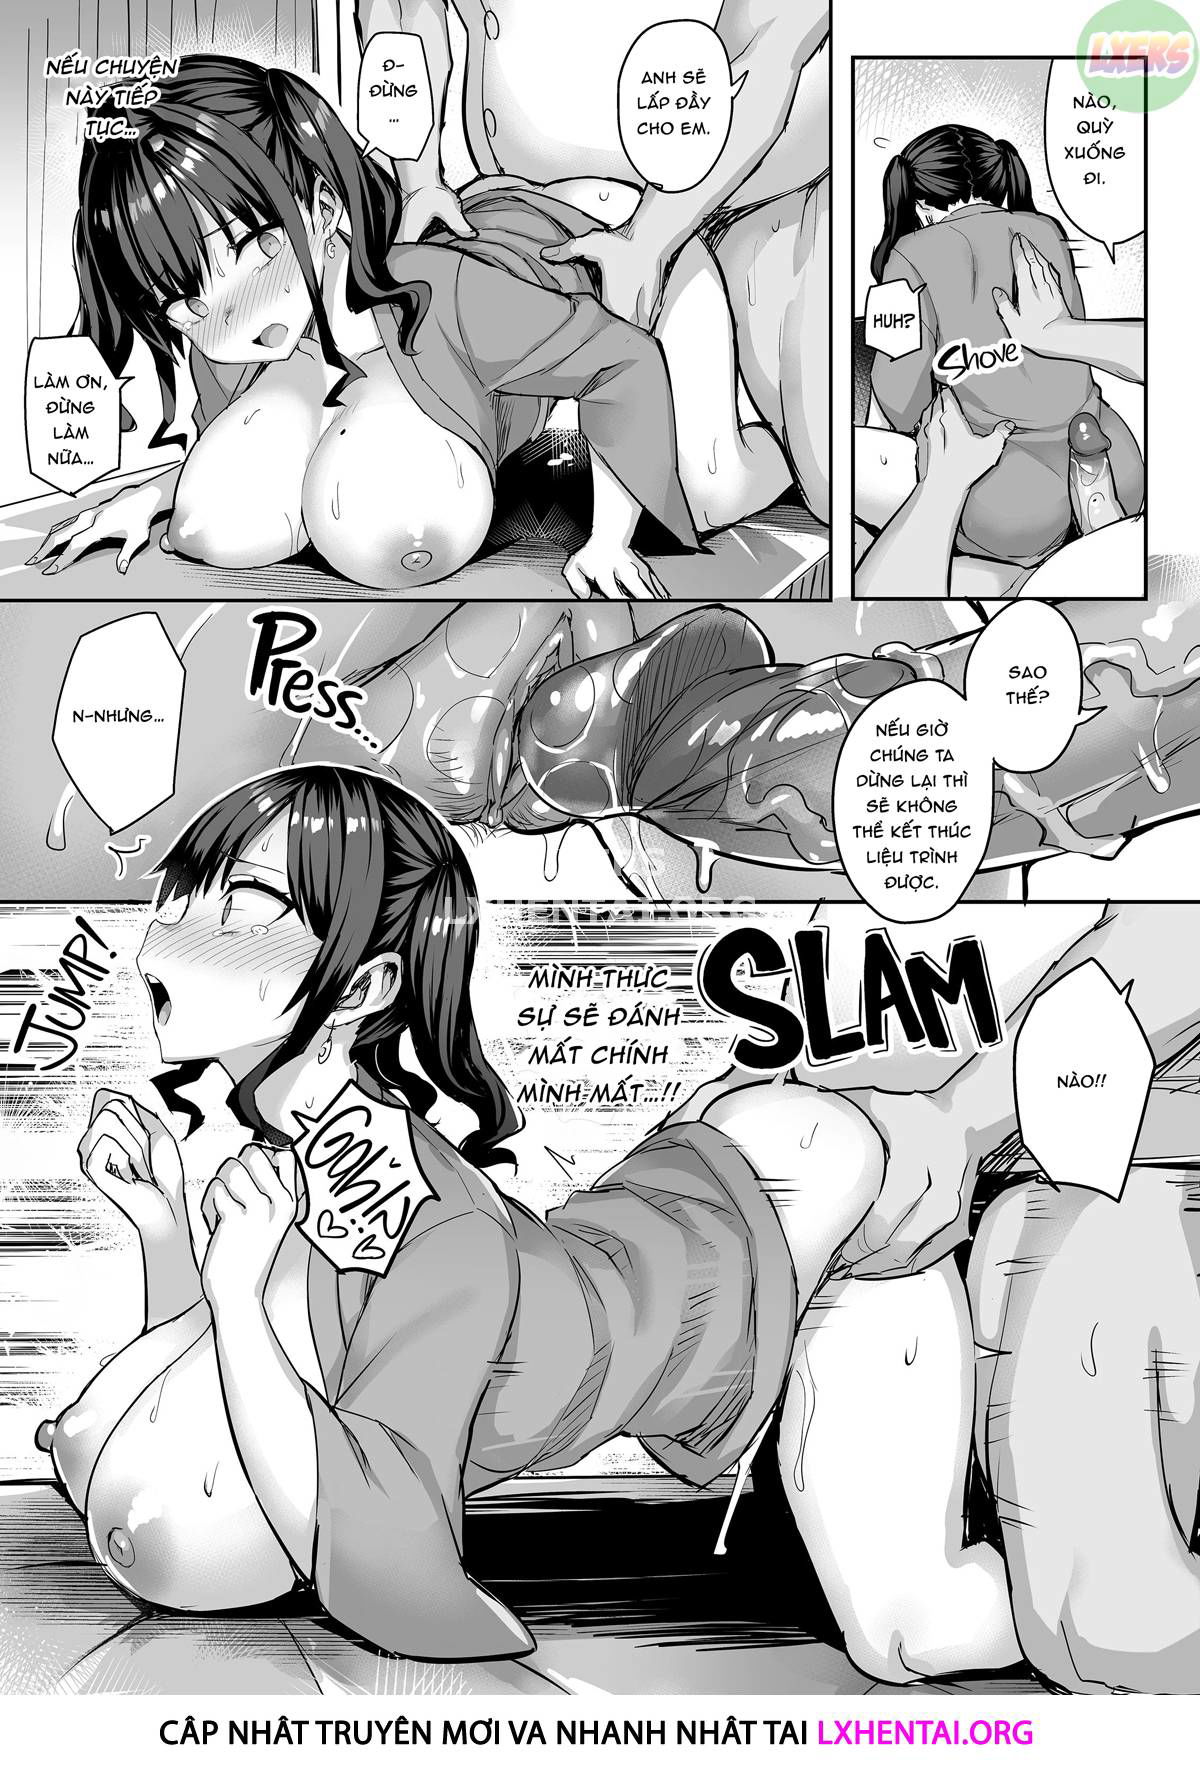 LXERS
NÀO,
QUỲ
XUỐNG
ĐI.
HUH?
Shove
ANH SẼ
LẤP ĐẦY
CHO EM.
Đ-
ĐỪNG
...
NẾU CHUYỆN
NÀY TIẾP
TỤC...
LÀM ƠN,
ĐỪNG
LÀM
NỮA...
SAO
THẾ?
NẾU GIỜ
CHÚNG TA
DỪNG LẠI THÌ
SẼ KHÔNG
THỂ KẾT THÚC
LIỆU TRÌNH
ĐƯỢC.
PRESS...
N-NHƯNG...
LXHENTAI.ORG
NÀO!!
SLAM
MÌNH THỰC
SỰ SẼ ĐÁNH
MẤT CHÍNH
MÌNH MẤT...!!
JUMP!
CẬP NHẬT TRUYỆN MỚI VÀ NHANH NHẤT TẠI LXHENTAI.ORG